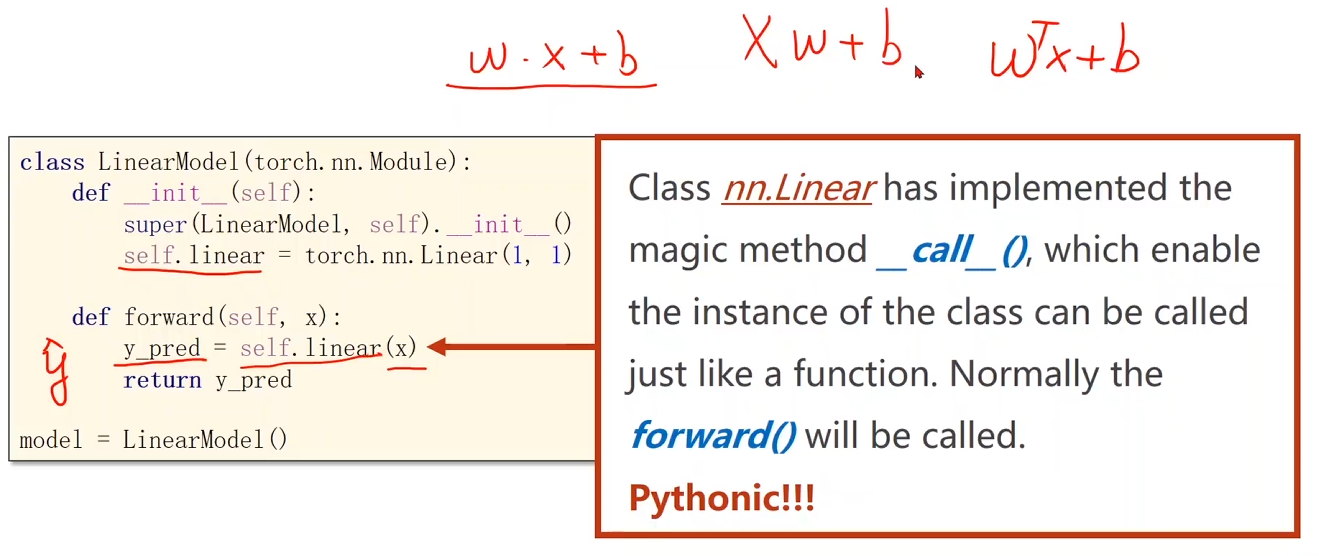 w · x + b    Xw + b    wᵀx + b
class LinearModel(torch.nn.Module):
def __init__(self):
super(LinearModel, self).__init__()
self.linear = torch.nn.Linear(1, 1)
def forward(self, x):
y_pred = self.linear(x)
return y_pred
ŷ
model = LinearModel()
Class nn.Linear has implemented the
magic method __call__(), which enable
the instance of the class can be called
just like a function. Normally the
forward() will be called.
Pythonic!!!